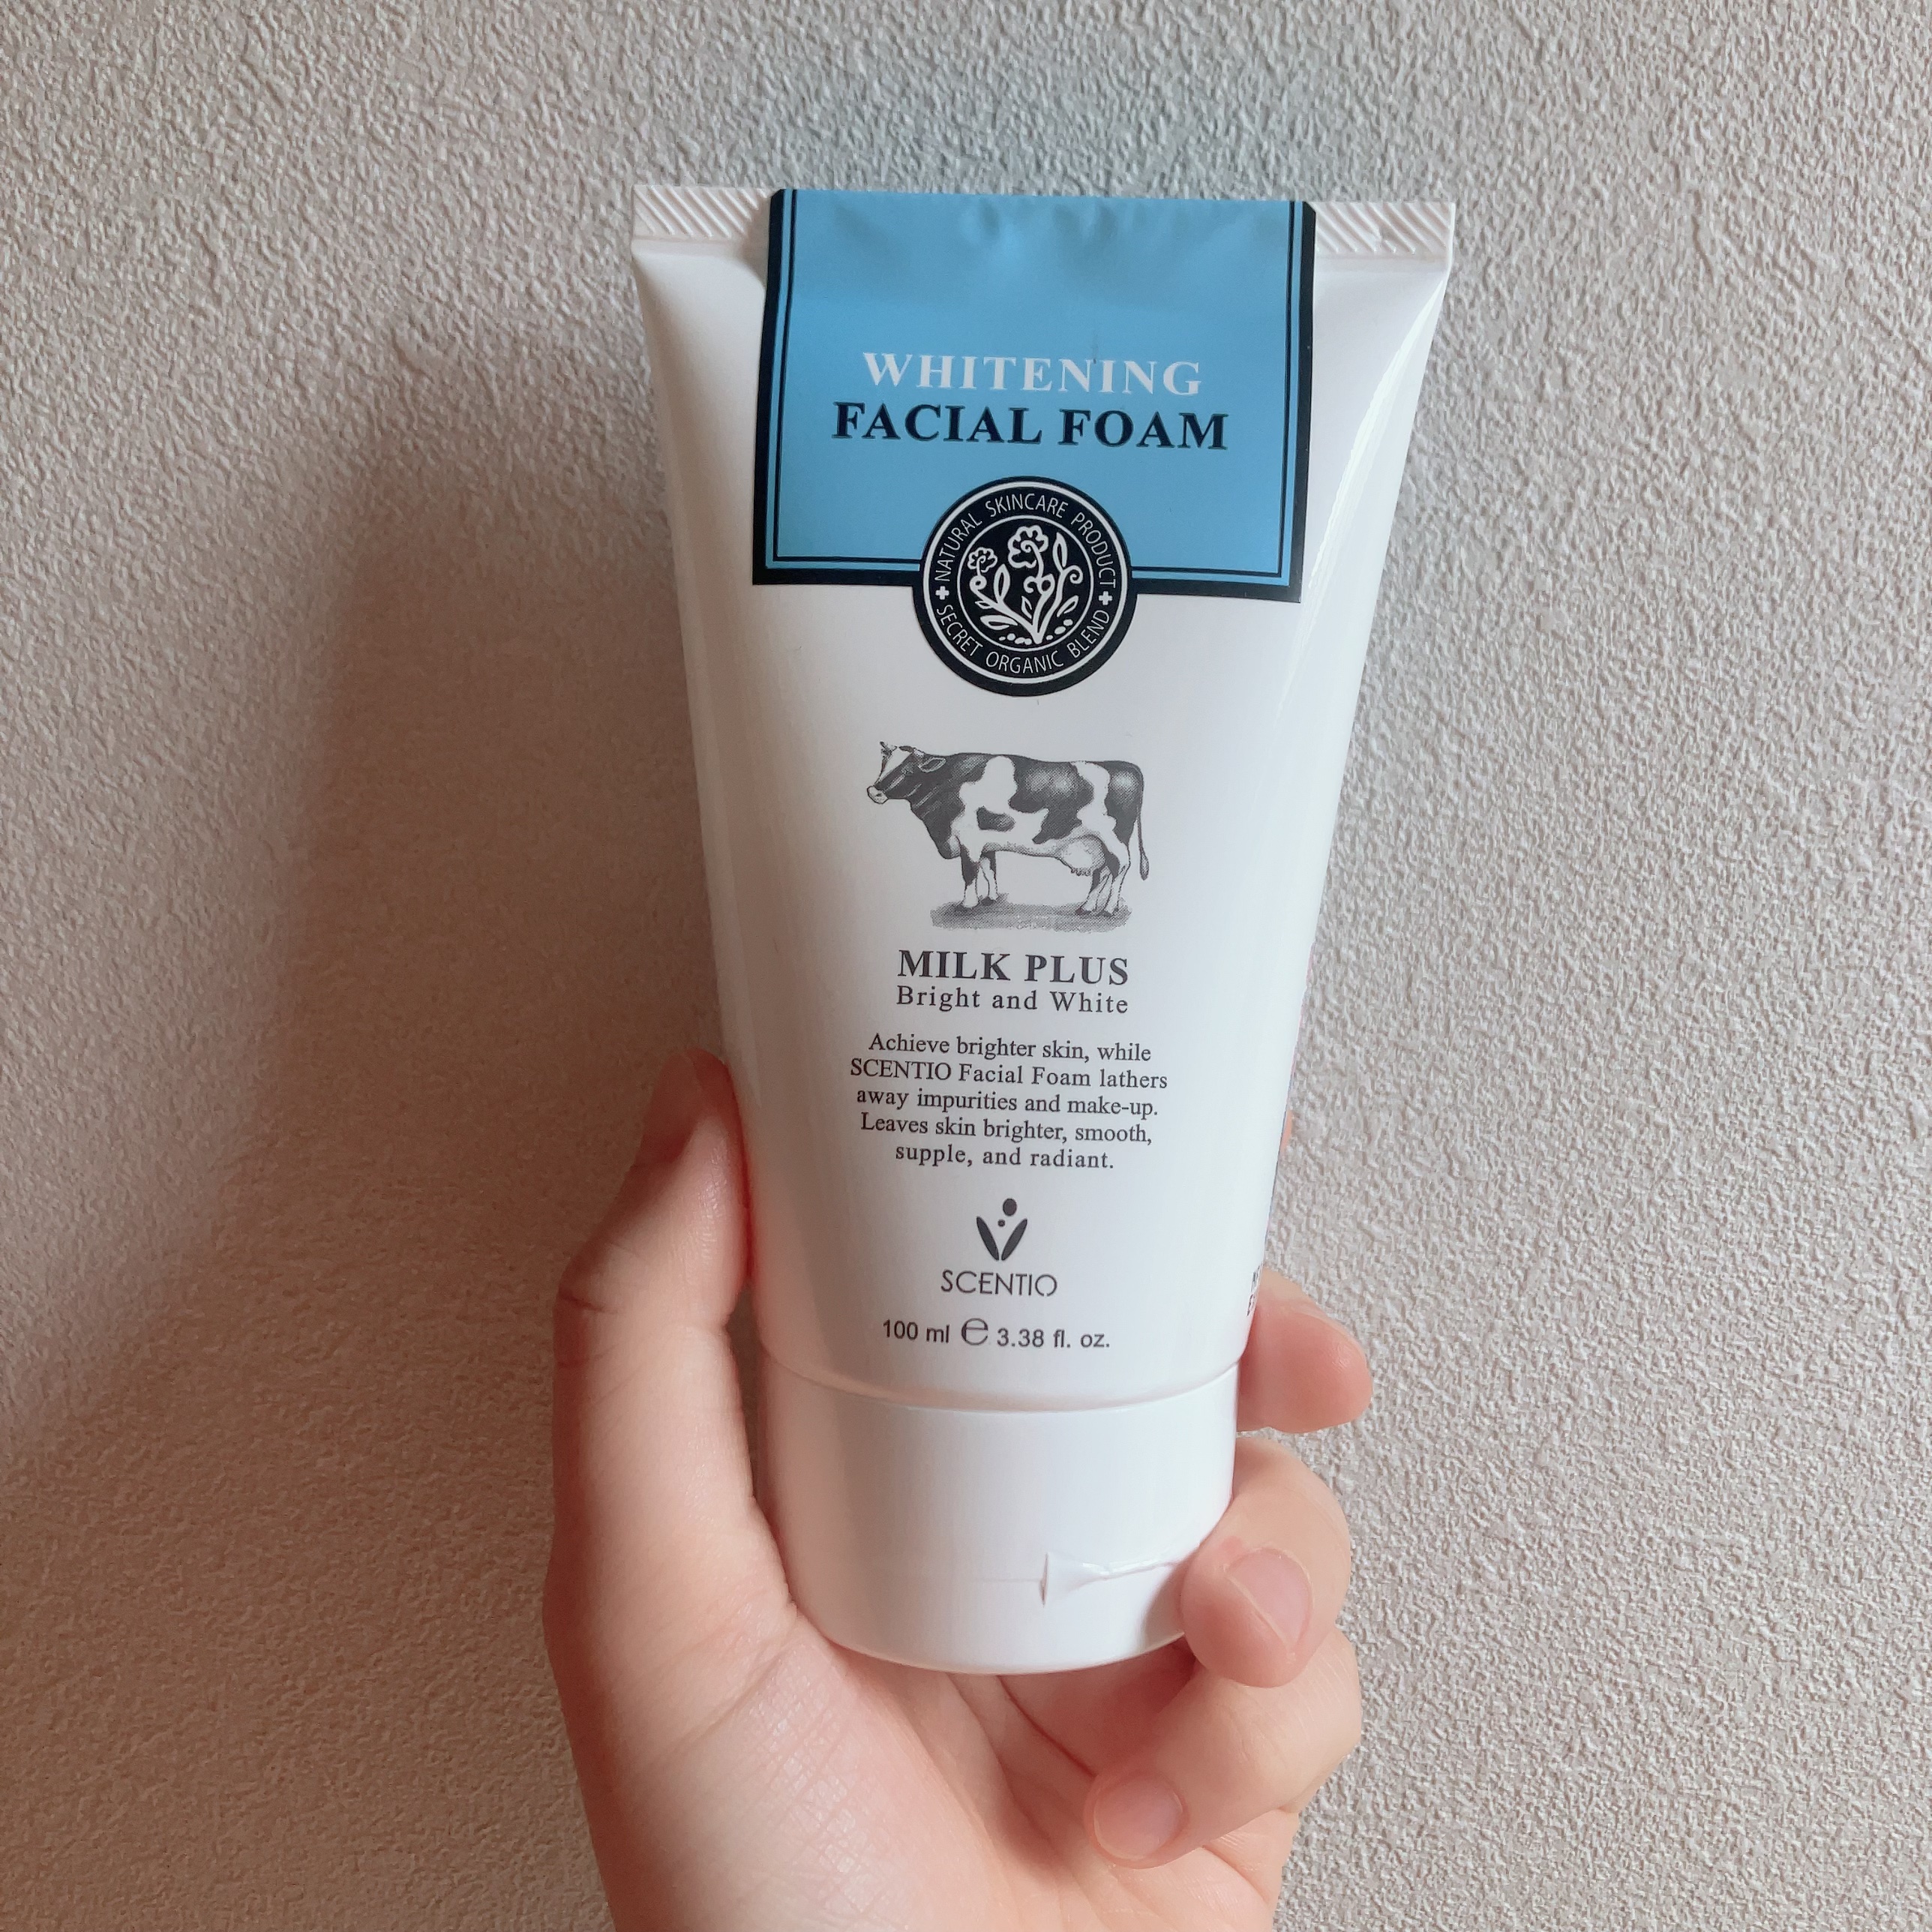 WHITENING
FACIAL FOAM
NATURAL SKINCARE PRODUCT
SECRET ORGANIC BLEND
MILK PLUS
Bright and White
Achieve brighter skin, while
SCENTIO Facial Foam lathers
away impurities and make-up.
Leaves skin brighter, smooth,
supple, and radiant.
SCENTIO
100 ml ℮ 3.38 fl. oz.